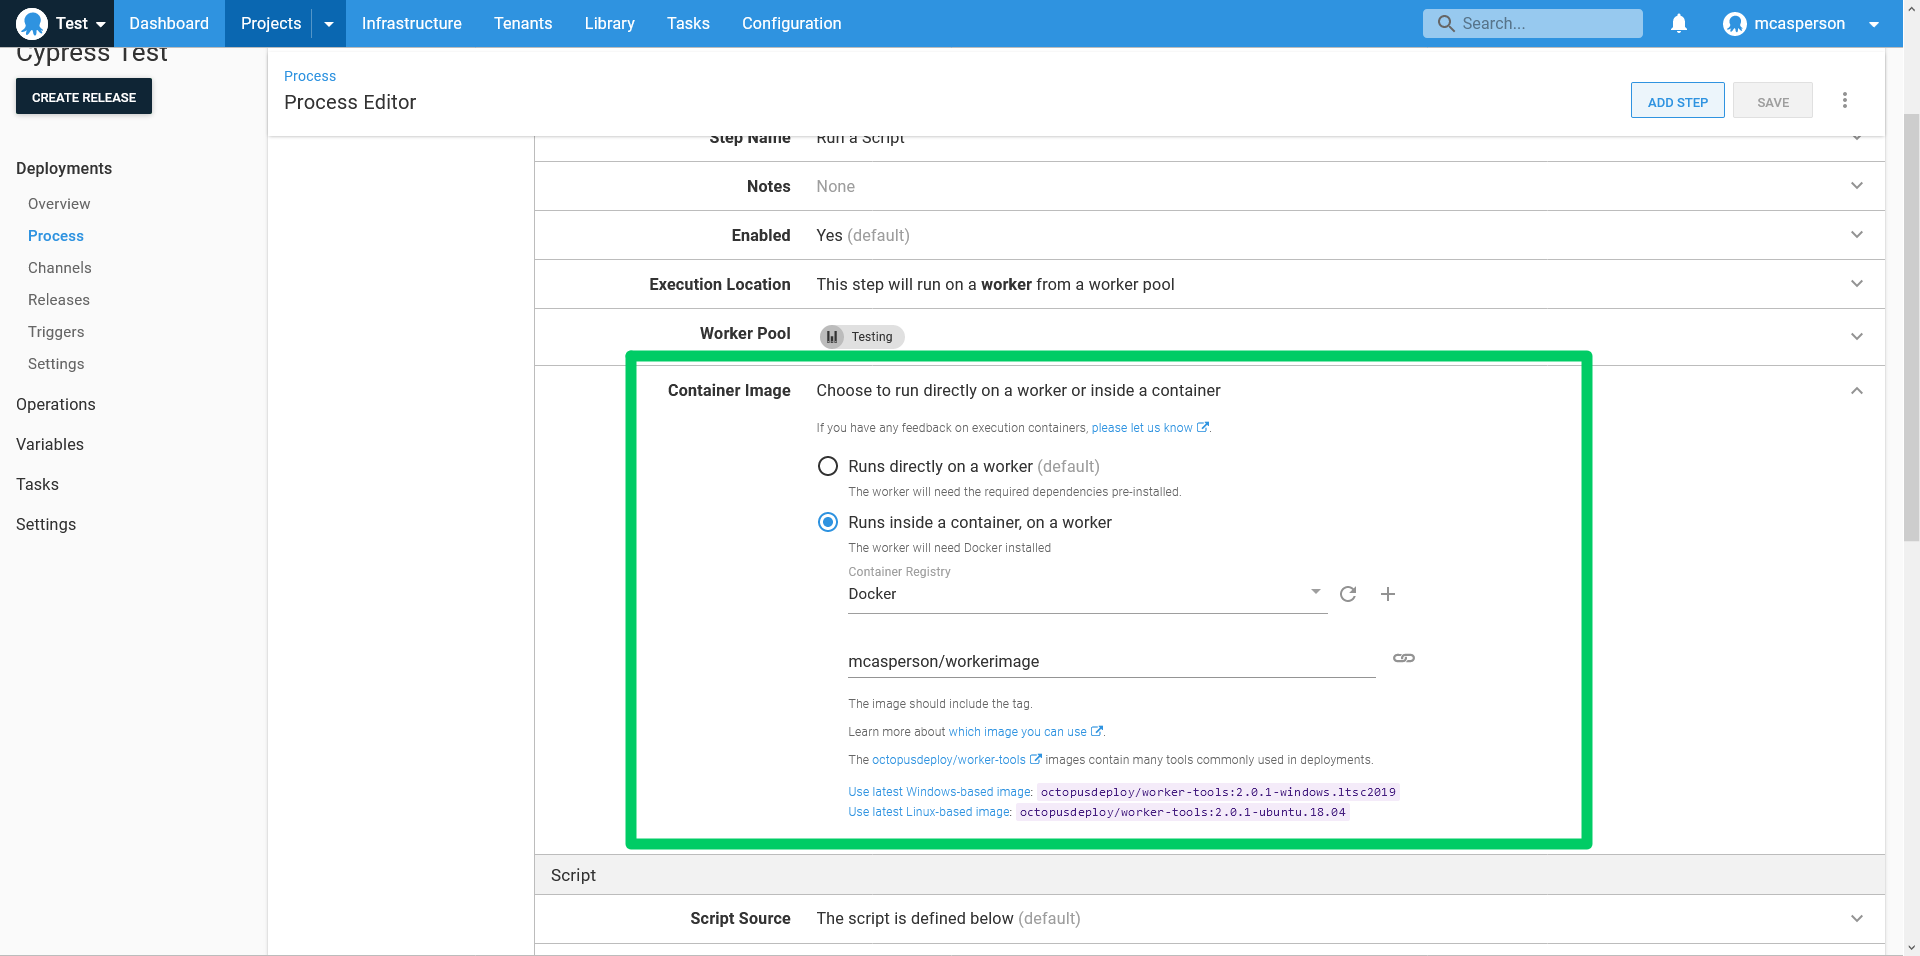 Test
Dashboard
Projects
Infrastructure
Tenants
Library
Tasks
Configuration
Search...
mcasperson
Cypress Test
CREATE RELEASE
Deployments
Overview
Process
Channels
Releases
Triggers
Settings
Operations
Variables
Tasks
Settings
Process
Process Editor
ADD STEP
SAVE
Step Name Run a Script
Notes None
Enabled Yes (default)
Execution Location This step will run on a worker from a worker pool
Worker Pool Testing
Container Image Choose to run directly on a worker or inside a container
If you have any feedback on execution containers, please let us know.
Runs directly on a worker (default)
The worker will need the required dependencies pre-installed.
Runs inside a container, on a worker
The worker will need Docker installed
Container Registry
Docker
mcasperson/workerimage
The image should include the tag.
Learn more about which image you can use.
The octopusdeploy/worker-tools images contain many tools commonly used in deployments.
Use latest Windows-based image: octopusdeploy/worker-tools:2.0.1-windows.ltsc2019
Use latest Linux-based image: octopusdeploy/worker-tools:2.0.1-ubuntu.18.04
Script
Script Source The script is defined below (default)